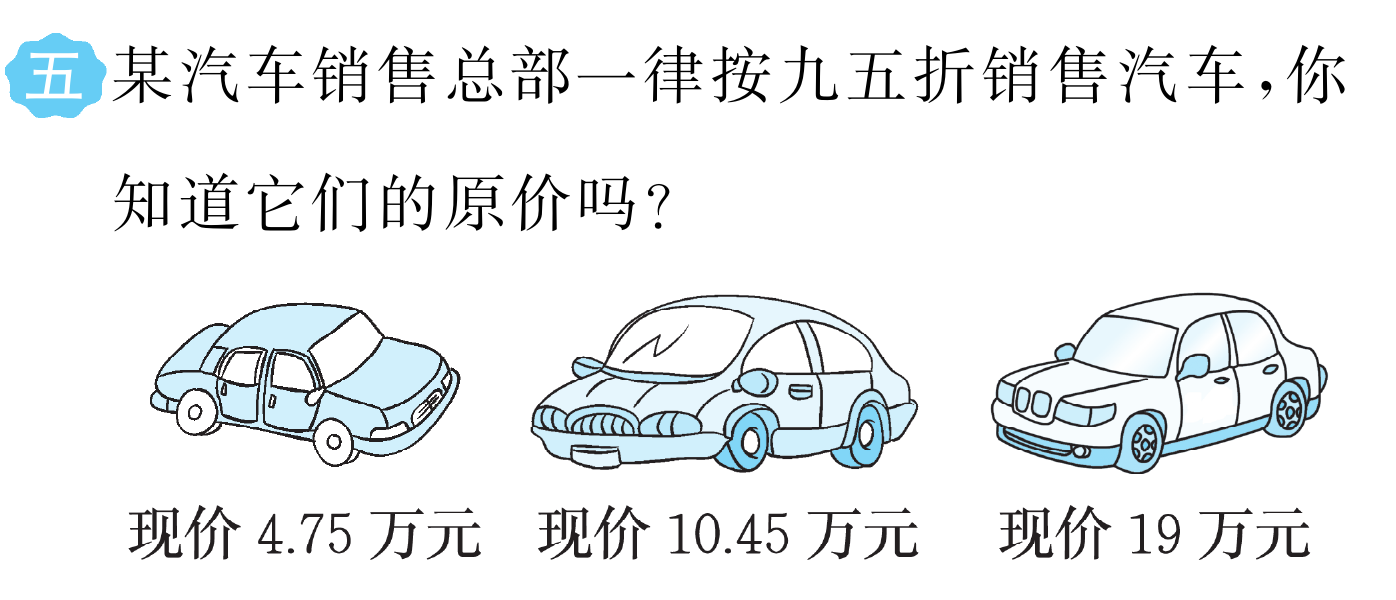 五 某汽车销售总部一律按九五折销售汽车,你
知道它们的原价吗?
现价 4.75 万元 现价 10.45 万元 现价 19 万元